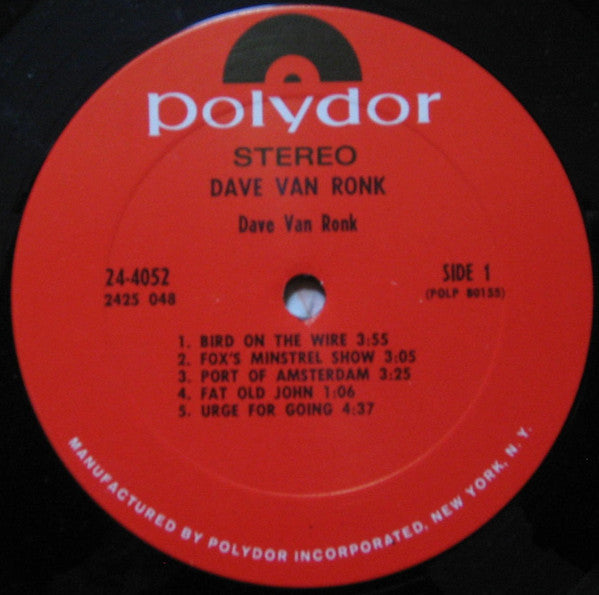 polydor
STEREO
DAVE VAN RONK
Dave Van Ronk
24-4052
2425 048
SIDE 1
(POLP 80155)
1. BIRD ON THE WIRE 3:55
2. FOX'S MINSTREL SHOW 3:05
3. PORT OF AMSTERDAM 3:25
4. FAT OLD JOHN 1:06
5. URGE FOR GOING 4:37
MANUFACTURED BY POLYDOR INCORPORATED, NEW YORK, N. Y.